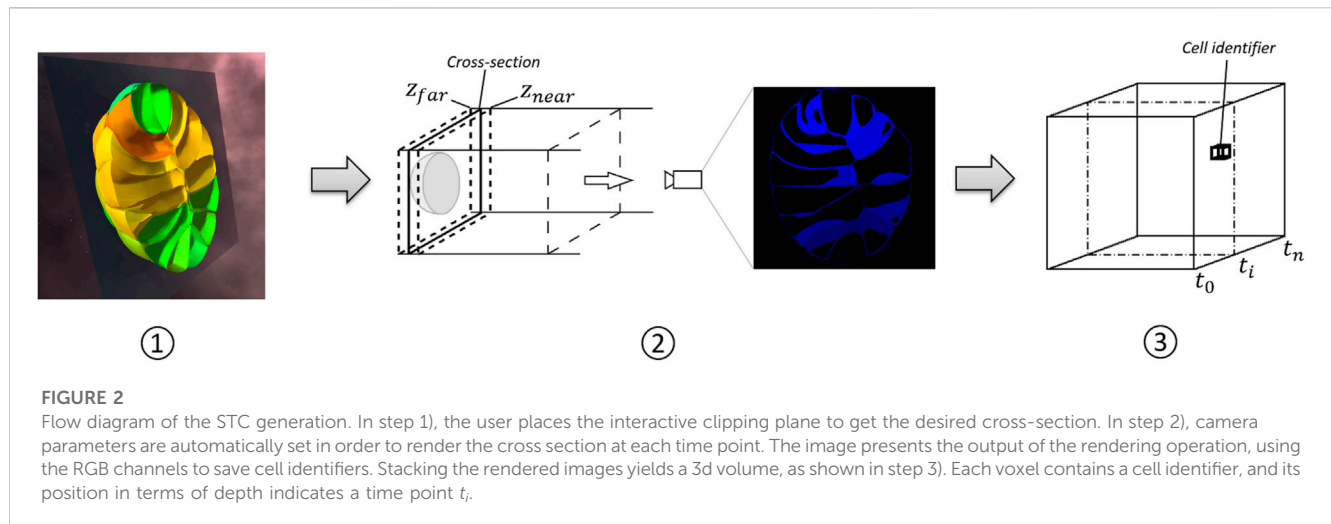 Cell identifier
Cross-section
z_far
z_near
t_0
t_i
t_n
①
②
③
FIGURE 2
Flow diagram of the STC generation. In step 1), the user places the interactive clipping plane to get the desired cross-section. In step 2), camera
parameters are automatically set in order to render the cross section at each time point. The image presents the output of the rendering operation, using
the RGB channels to save cell identifiers. Stacking the rendered images yields a 3d volume, as shown in step 3). Each voxel contains a cell identifier, and its
position in terms of depth indicates a time point t_i.